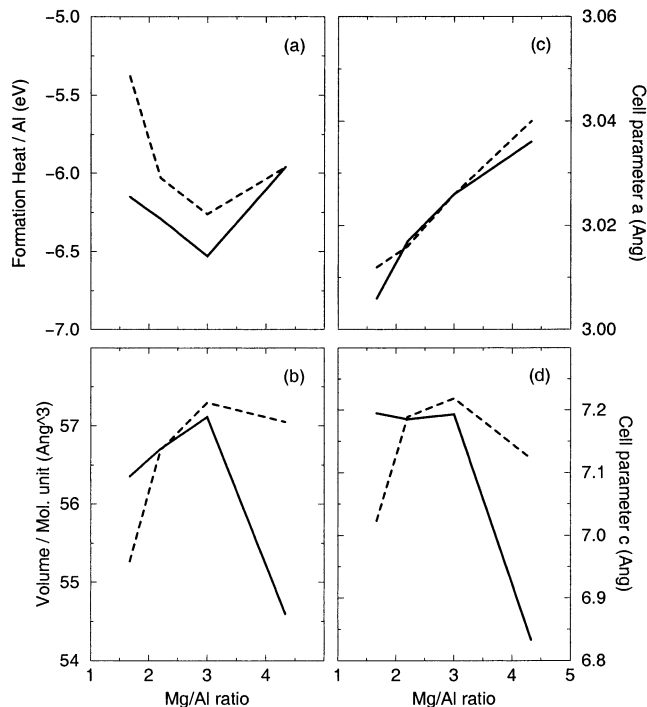 −5.0
−5.5
−6.0
−6.5
−7.0
Formation Heat / Al (eV)
(a)
(c)
3.06
3.04
3.02
3.00
Cell parameter a (Ang)
57
56
55
54
Volume / Mol. unit (Ang^3)
(b)
(d)
7.2
7.1
7.0
6.9
6.8
Cell parameter c (Ang)
1 2 3 4 1 2 3 4 5
Mg/Al ratio Mg/Al ratio